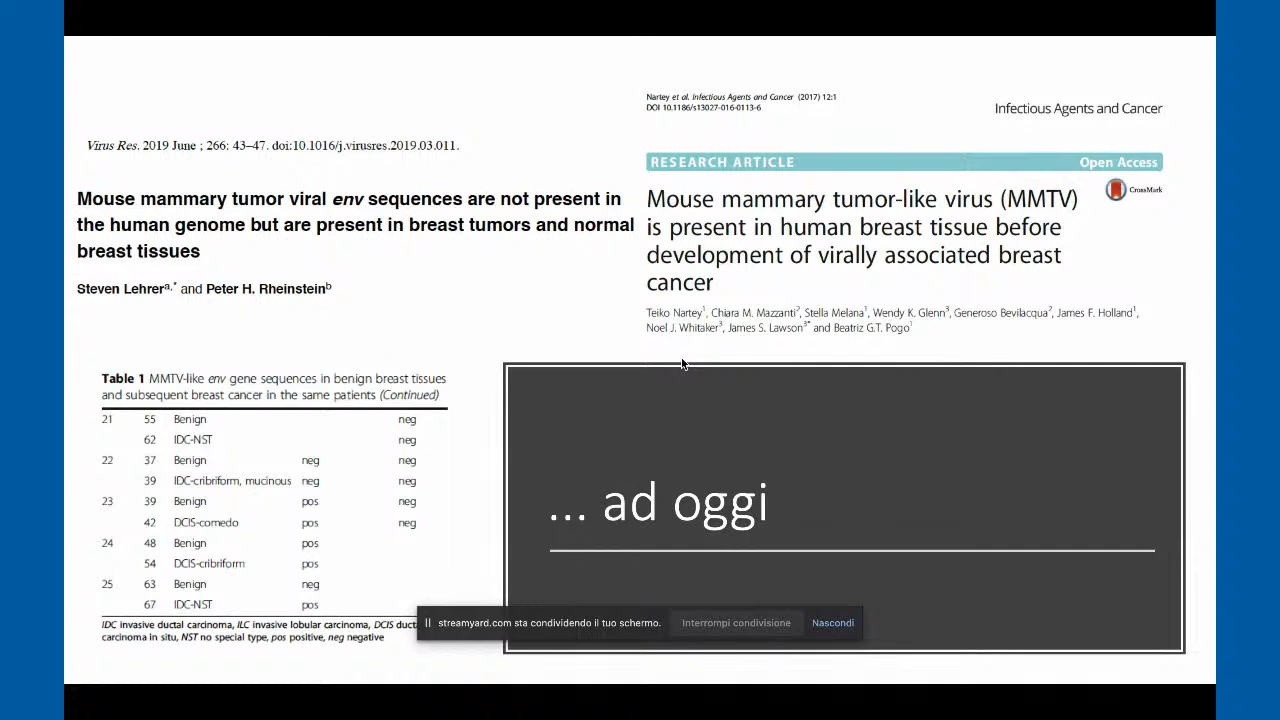 Virus Res. 2019 June ; 266: 43–47. doi:10.1016/j.virusres.2019.03.011.
Mouse mammary tumor viral env sequences are not present in
the human genome but are present in breast tumors and normal
breast tissues
Steven Lehrera,* and Peter H. Rheinsteinb
Nartey et al. Infectious Agents and Cancer (2017) 12:1
DOI 10.1186/s13027-016-0113-6
Infectious Agents and Cancer
RESEARCH ARTICLE Open Access
CrossMark
Mouse mammary tumor-like virus (MMTV)
is present in human breast tissue before
development of virally associated breast
cancer
Teiko Nartey1, Chiara M. Mazzanti2, Stella Melana1, Wendy K. Glenn3, Generoso Bevilacqua2, James F. Holland1,
Noel J. Whitaker3, James S. Lawson3* and Beatriz G.T. Pogo1
Table 1 MMTV-like env gene sequences in benign breast tissues
and subsequent breast cancer in the same patients (Continued)
21 55 Benign neg
62 IDC-NST neg
22 37 Benign neg neg
39 IDC-cribriform, mucinous neg neg
23 39 Benign pos neg
42 DCIS-comedo pos neg
24 48 Benign pos
54 DCIS-cribriform pos
25 63 Benign neg
67 IDC-NST pos
IDC invasive ductal carcinoma, ILC invasive lobular carcinoma, DCIS
carcinoma in situ, NST no special type, pos positive, neg negative
... ad oggi
streamyard.com sta condividendo il tuo schermo. Interrompi condivisione Nascondi